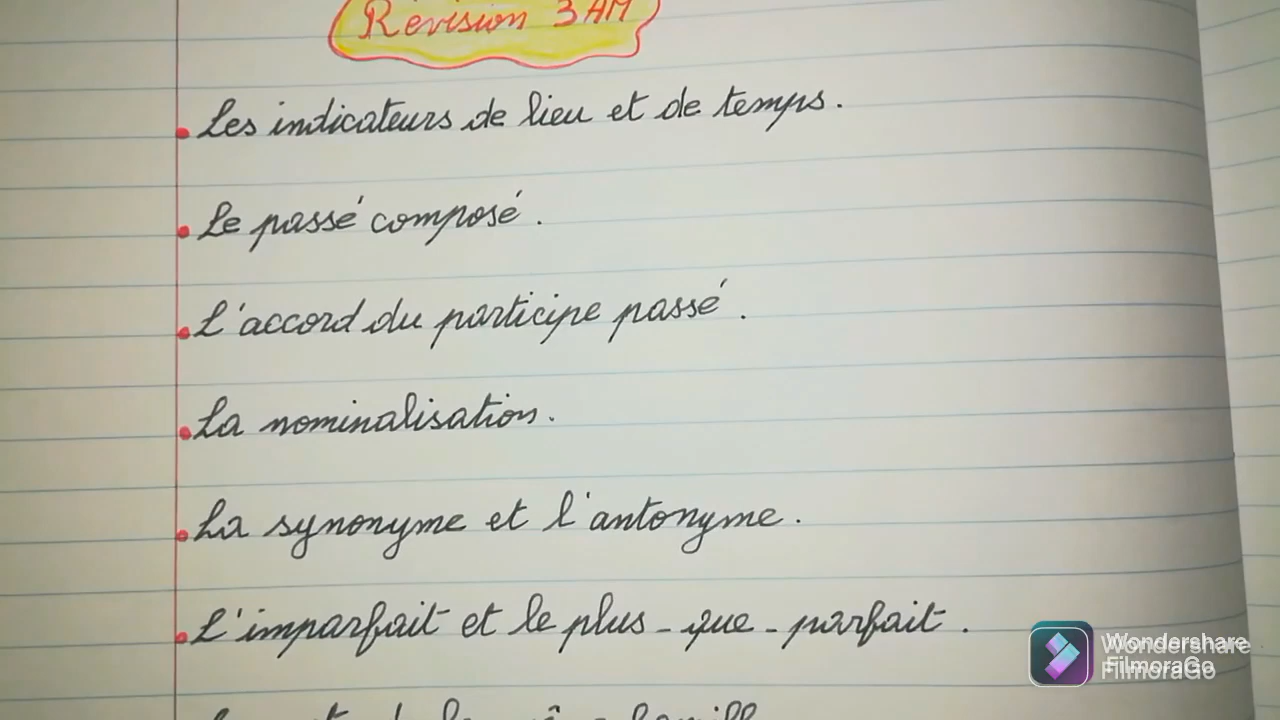 Révision 3AM
Les indicateurs de lieu et de temps.
Le passé composé.
L'accord du participe passé.
La nominalisation.
La synonyme et l'antonyme.
L'imparfait et le plus-que-parfait.
Wondershare
FilmoraGo